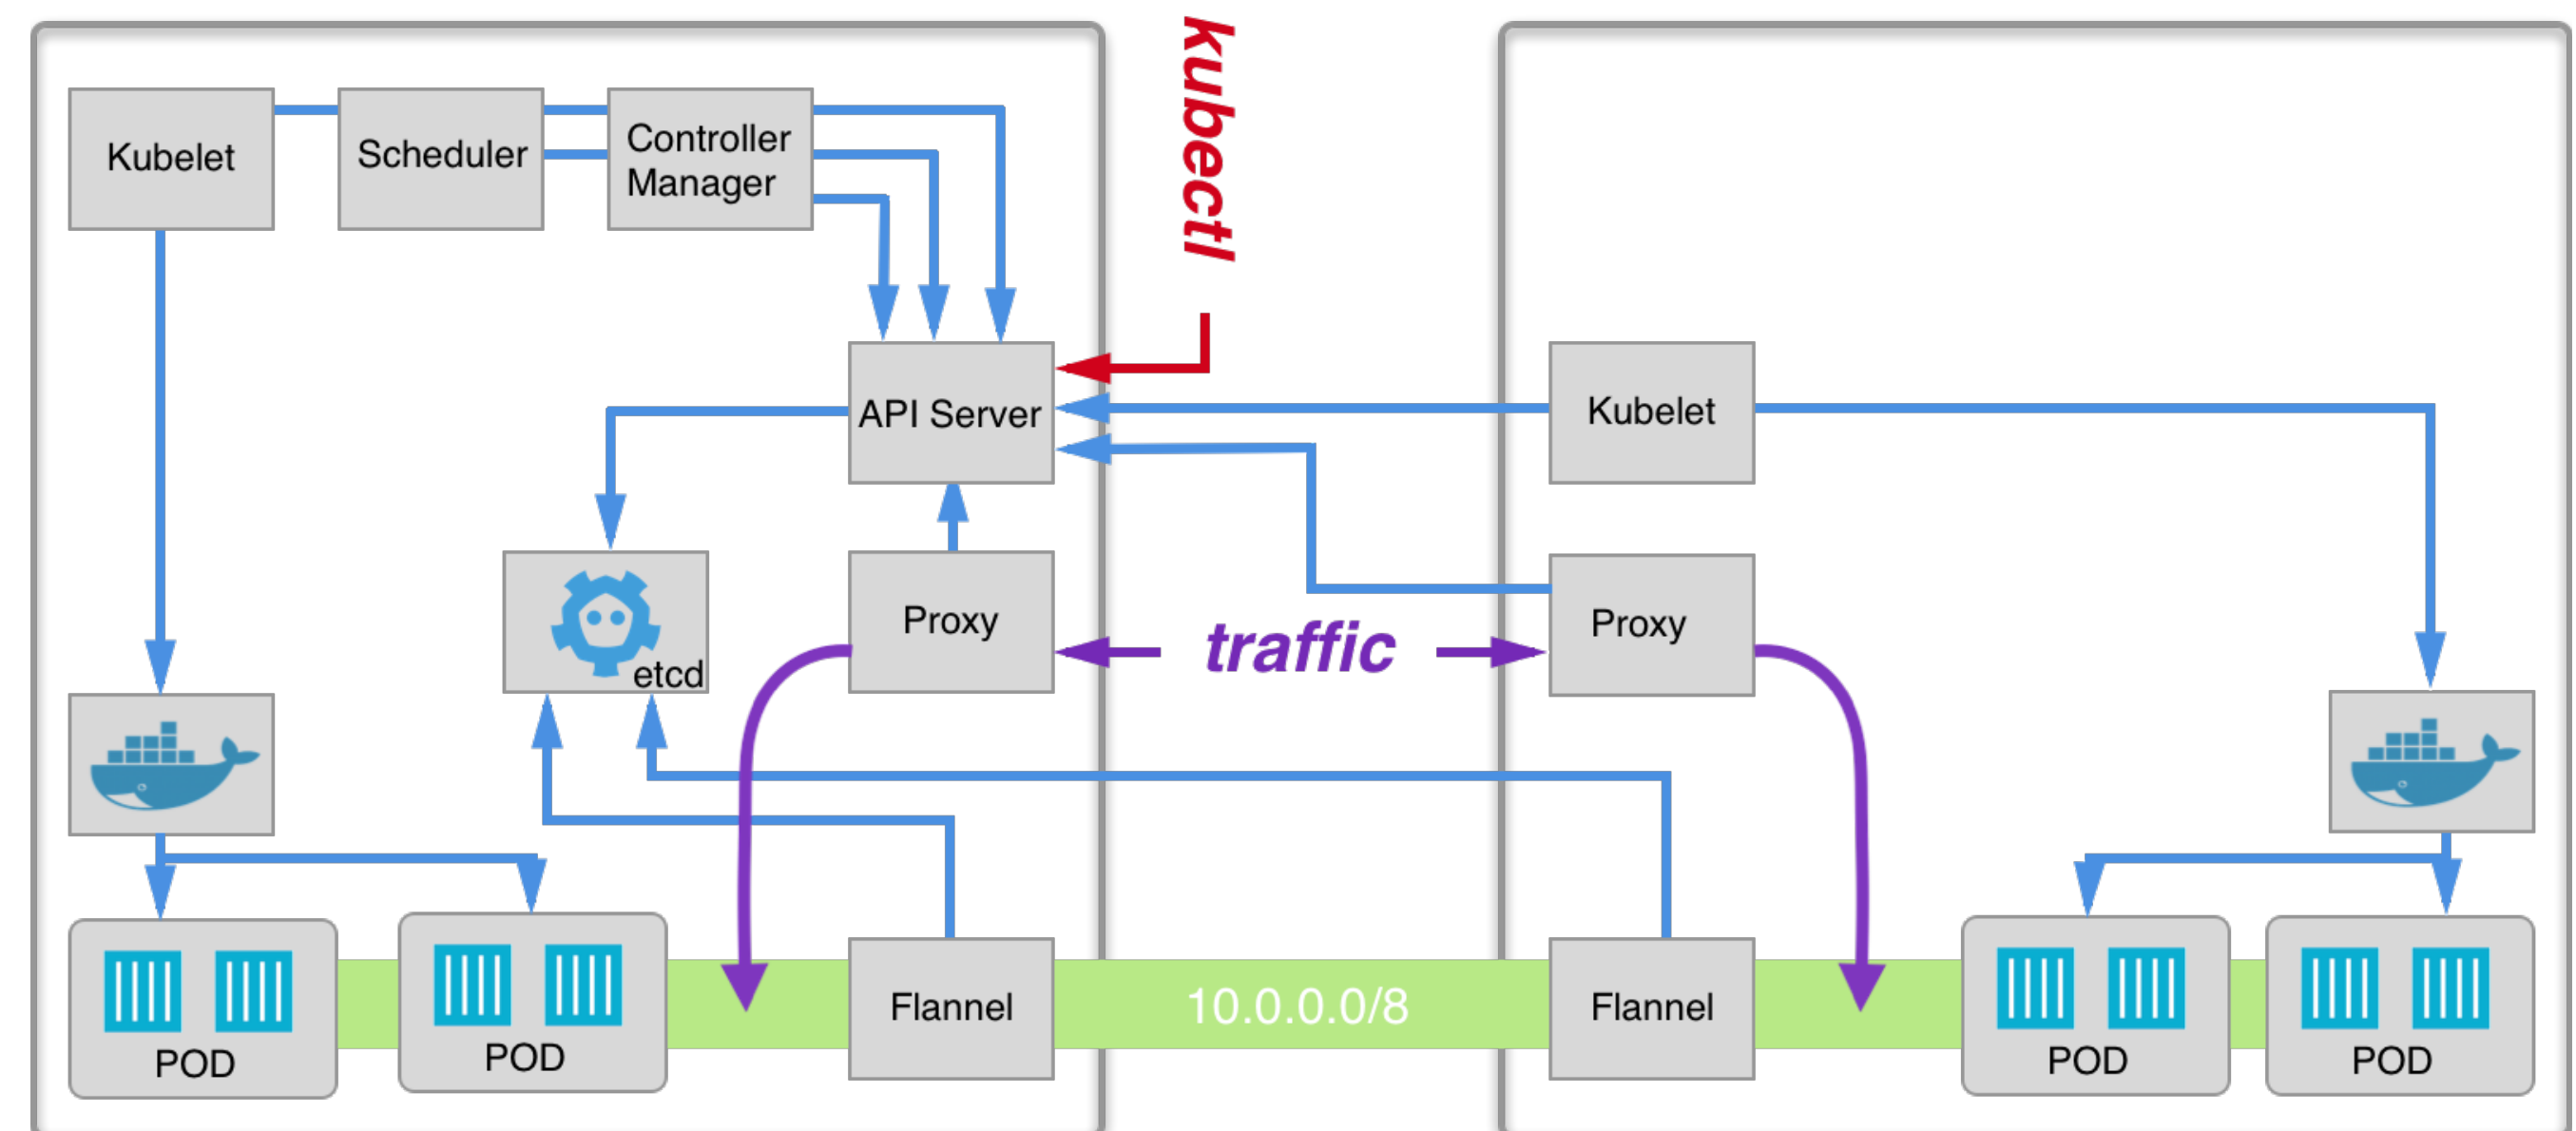 kubectl
Kubelet
Scheduler
Controller
Manager
API Server
Kubelet
etcd
Proxy
traffic
Proxy
Flannel
10.0.0.0/8
Flannel
POD
POD
POD
POD